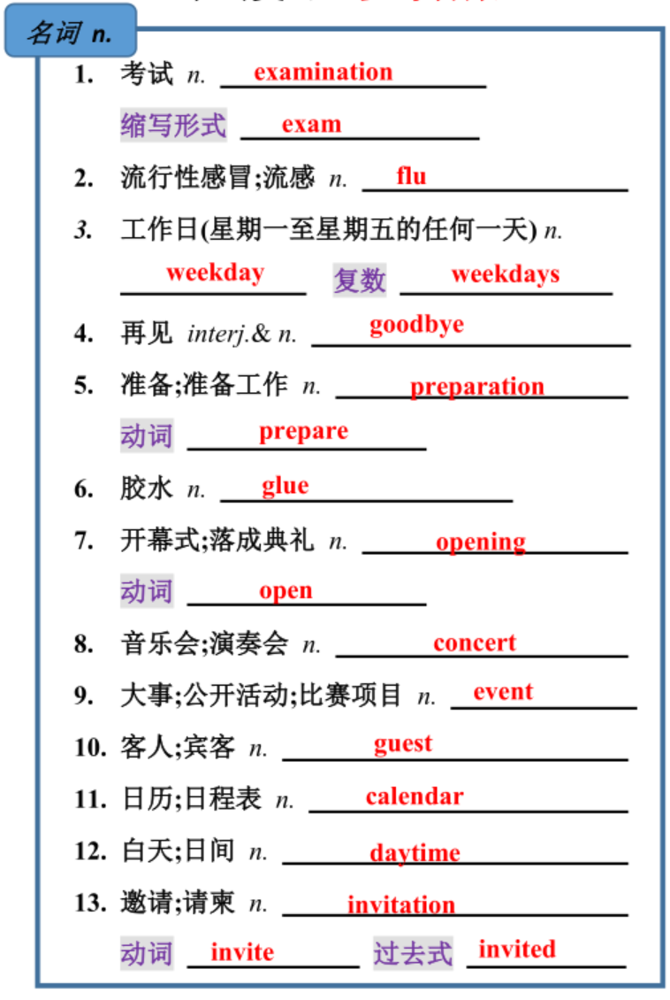 名词 n.
1. 考试 n. examination
缩写形式 exam
2. 流行性感冒;流感 n. flu
3. 工作日(星期一至星期五的任何一天) n.
weekday 复数 weekdays
4. 再见 interj.& n. goodbye
5. 准备;准备工作 n. preparation
动词 prepare
6. 胶水 n. glue
7. 开幕式;落成典礼 n. opening
动词 open
8. 音乐会;演奏会 n. concert
9. 大事;公开活动;比赛项目 n. event
10. 客人;宾客 n. guest
11. 日历;日程表 n. calendar
12. 白天;日间 n. daytime
13. 邀请;请柬 n. invitation
动词 invite 过去式 invited